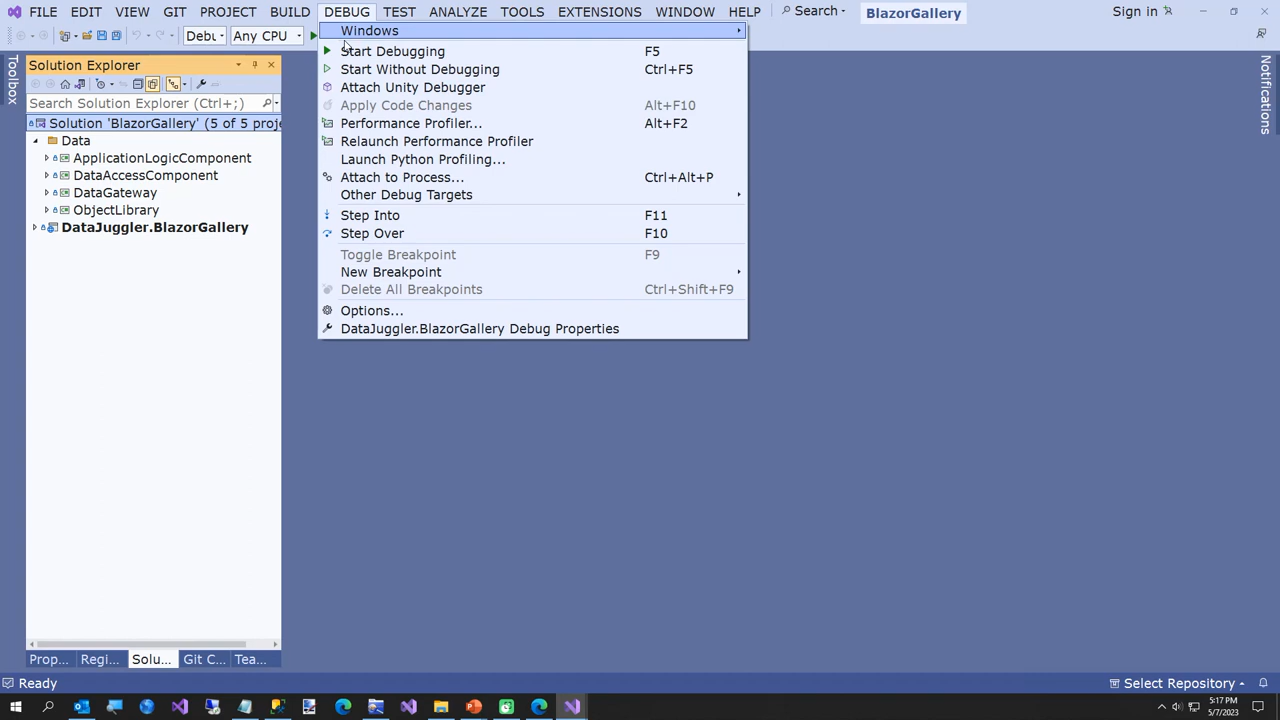 FILE EDIT VIEW GIT PROJECT BUILD DEBUG TEST ANALYZE TOOLS EXTENSIONS WINDOW HELP Search BlazorGallery Sign in
Debu Any CPU
Windows
Start Debugging F5
Start Without Debugging Ctrl+F5
Attach Unity Debugger
Apply Code Changes Alt+F10
Performance Profiler... Alt+F2
Relaunch Performance Profiler
Launch Python Profiling...
Attach to Process... Ctrl+Alt+P
Other Debug Targets
Step Into F11
Step Over F10
Toggle Breakpoint F9
New Breakpoint
Delete All Breakpoints Ctrl+Shift+F9
Options...
DataJuggler.BlazorGallery Debug Properties
Toolbox
Solution Explorer
Search Solution Explorer (Ctrl+;)
Solution 'BlazorGallery' (5 of 5 proje
Data
ApplicationLogicComponent
DataAccessComponent
DataGateway
ObjectLibrary
DataJuggler.BlazorGallery
Prop... Regi... Solu... Git C... Tea...
Notifications
Ready Select Repository
5:17 PM
5/7/2023